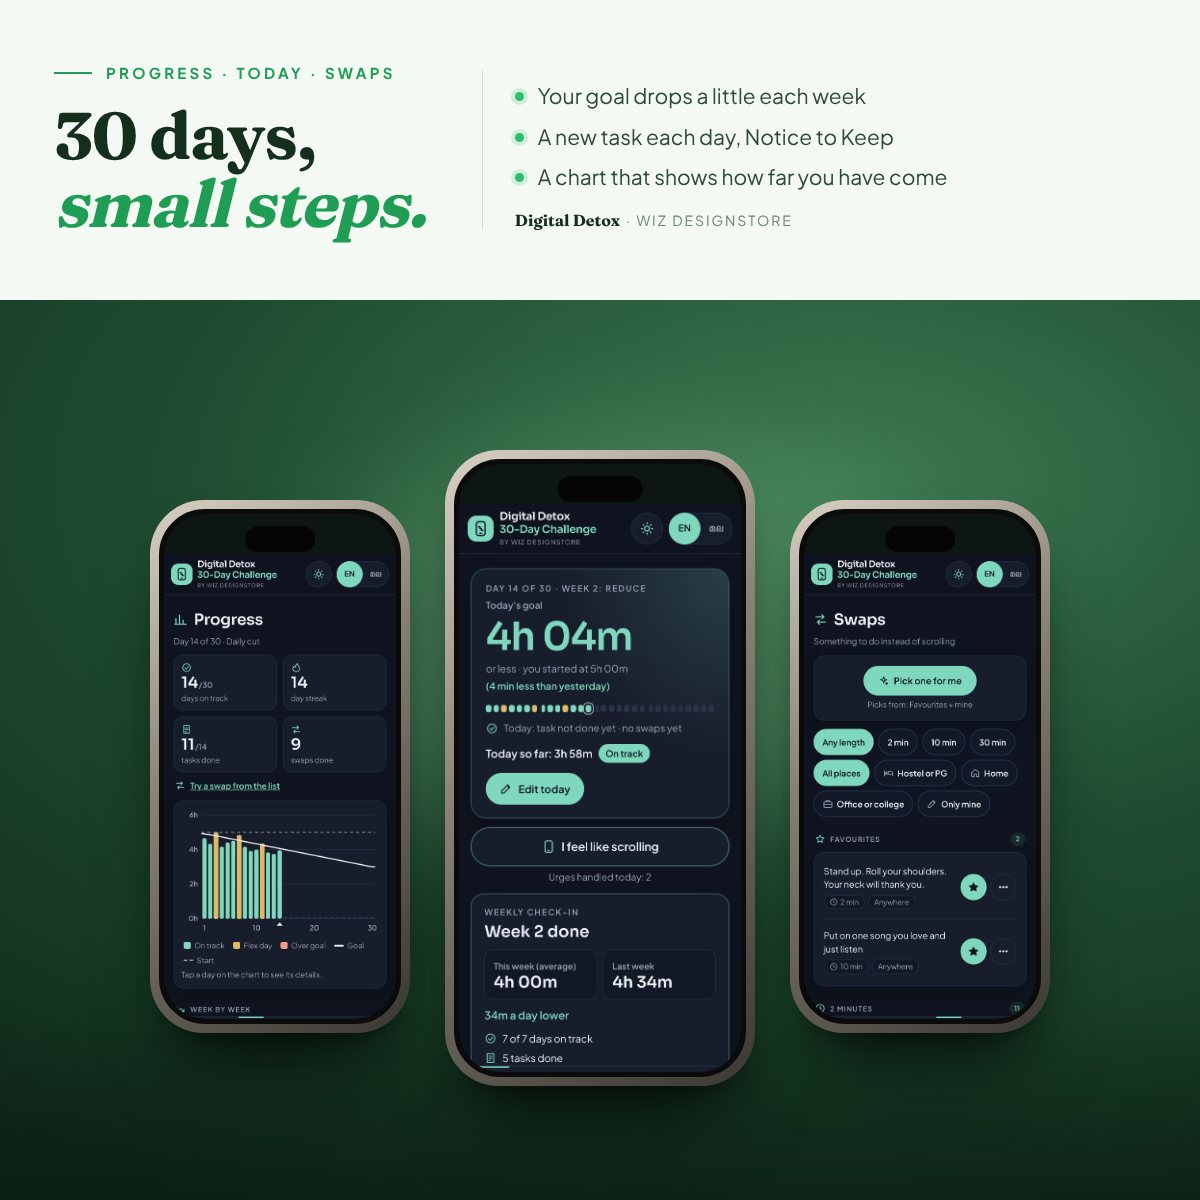 PROGRESS · TODAY · SWAPS
30 days,
small steps.
Your goal drops a little each week
A new task each day, Notice to Keep
A chart that shows how far you have come
Digital Detox · WIZ DESIGNSTORE
Digital Detox
30-Day Challenge
BY WIZ DESIGNSTORE
EN
മല
Progress
Day 14 of 30 · Daily cut
14/30
days on track
14
day streak
11/14
tasks done
9
swaps done
Try a swap from the list
6h
4h
2h
0h
1 10 20 30
On track Flex day Over goal Goal
Start
Tap a day on the chart to see its details.
WEEK BY WEEK
Digital Detox
30-Day Challenge
BY WIZ DESIGNSTORE
EN
മല
DAY 14 OF 30 · WEEK 2: REDUCE
Today's goal
4h 04m
or less · you started at 5h 00m
(4 min less than yesterday)
Today: task not done yet · no swaps yet
Today so far: 3h 58m On track
Edit today
I feel like scrolling
Urges handled today: 2
WEEKLY CHECK-IN
Week 2 done
This week (average)
4h 00m
Last week
4h 34m
34m a day lower
7 of 7 days on track
5 tasks done
Digital Detox
30-Day Challenge
BY WIZ DESIGNSTORE
EN
മല
Swaps
Something to do instead of scrolling
Pick one for me
Picks from: Favourites + mine
Any length 2 min 10 min 30 min
All places Hostel or PG Home
Office or college Only mine
FAVOURITES 2
Stand up. Roll your shoulders.
Your neck will thank you.
2 min Anywhere
Put on one song you love and
just listen
10 min Anywhere
2 MINUTES 11